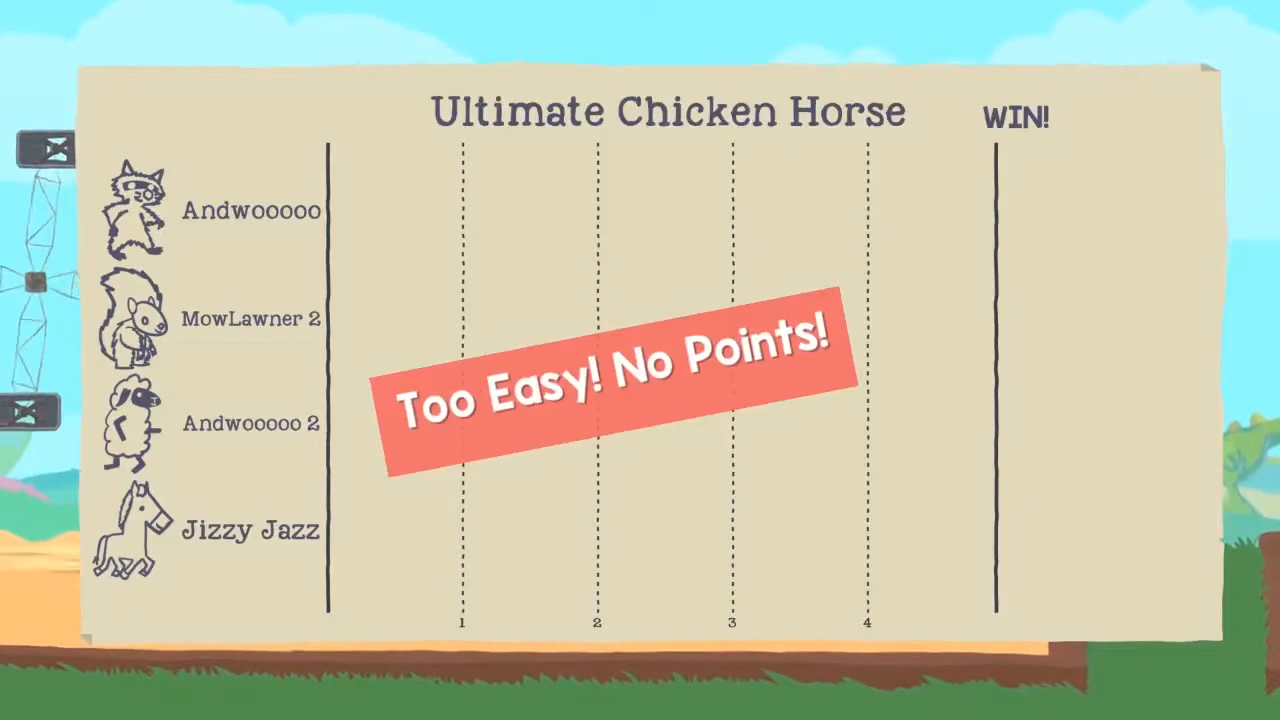 Ultimate Chicken Horse
WIN!
Andwooooo
MowLawner 2
Andwooooo 2
Jizzy Jazz
Too Easy! No Points!
1 2 3 4